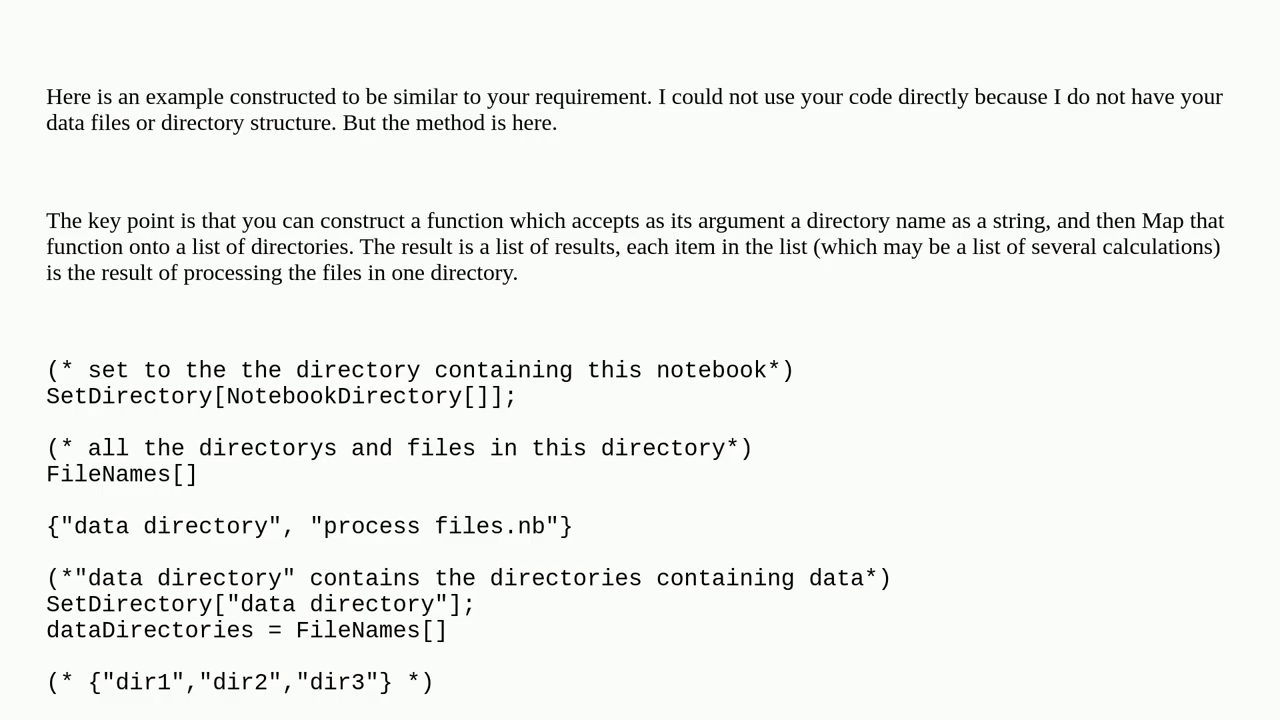 Here is an example constructed to be similar to your requirement. I could not use your code directly because I do not have your
data files or directory structure. But the method is here.
The key point is that you can construct a function which accepts as its argument a directory name as a string, and then Map that
function onto a list of directories. The result is a list of results, each item in the list (which may be a list of several calculations)
is the result of processing the files in one directory.
(* set to the the directory containing this notebook*)
SetDirectory[NotebookDirectory[]];
(* all the directorys and files in this directory*)
FileNames[]
{"data directory", "process files.nb"}
(*"data directory" contains the directories containing data*)
SetDirectory["data directory"];
dataDirectories = FileNames[]
(* {"dir1","dir2","dir3"} *)